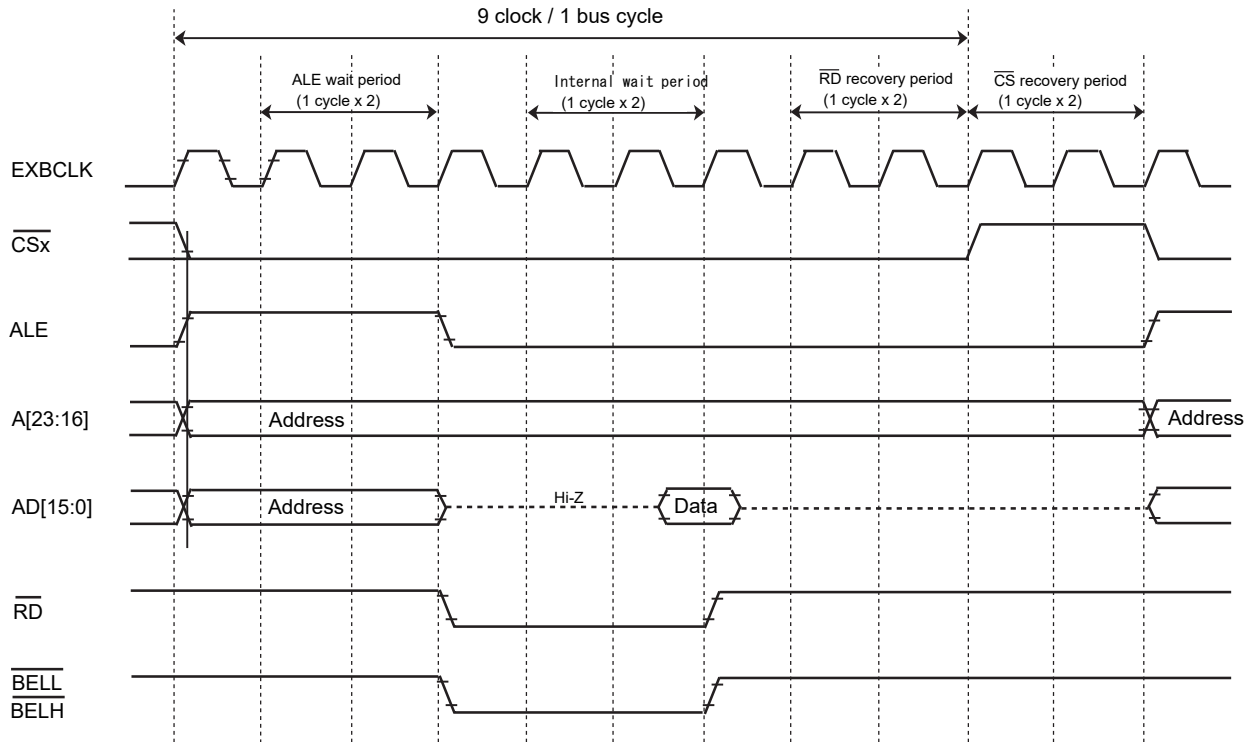 9 clock / 1 bus cycle
ALE wait period
(1 cycle x 2)
Internal wait period
(1 cycle x 2)
RD recovery period
(1 cycle x 2)
CS recovery period
(1 cycle x 2)
EXBCLK
CSx
ALE
A[23:16]
Address
Address
AD[15:0]
Address
Hi-Z
Data
RD
BELL
BELH